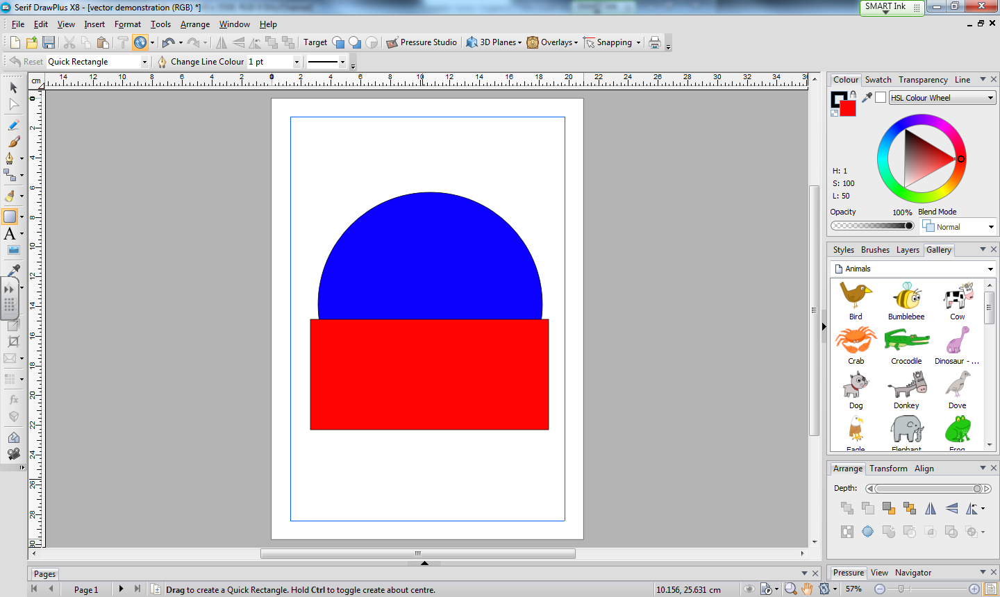 Serif DrawPlus X8 - [vector demonstration (RGB) *]
SMART Ink
File Edit View Insert Format Tools Arrange Window Help
Target Pressure Studio 3D Planes Overlays Snapping
Reset Quick Rectangle Change Line Colour 1 pt
cm 14 12 10 8 6 4 2 0 2 4 6 8 10 12 14 16 18 20 22 24 26 28 30 32 34 36
0
2
4
6
8
10
12
14
16
18
20
22
24
26
28
30
A
fx
Colour Swatch Transparency Line
HSL Colour Wheel
H: 1
S: 100
L: 50
Opacity 100% Blend Mode
Normal
Styles Brushes Layers Gallery
Animals
Bird Bumblebee Cow
Crab Crocodile Dinosaur - ...
Dog Donkey Dove
Eagle Elephant Frog
Arrange Transform Align
Depth:
Pages
Pressure View Navigator
Page 1
Drag to create a Quick Rectangle. Hold Ctrl to toggle create about centre.
10.156, 25.631 cm
57%